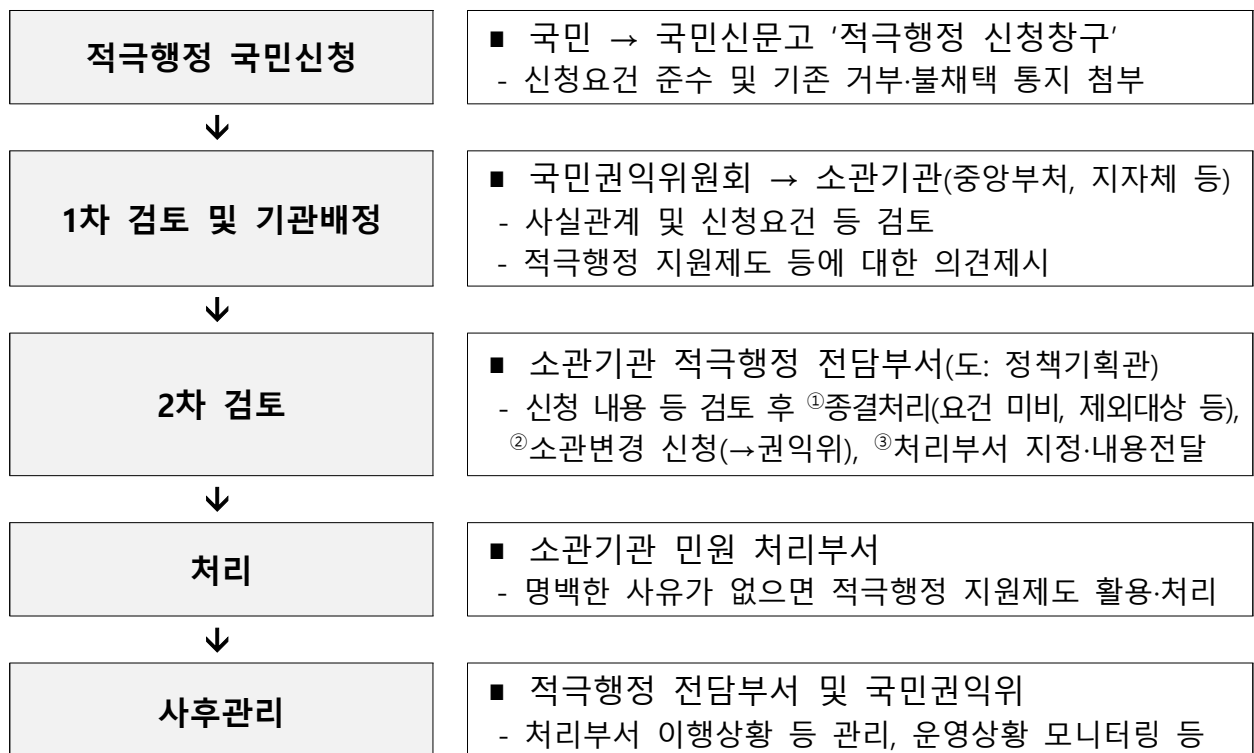 적극행정 국민신청
■ 국민 → 국민신문고 ‘적극행정 신청창구’
- 신청요건 준수 및 기존 거부·불채택 통지 첨부
↓
1차 검토 및 기관배정
■ 국민권익위원회 → 소관기관(중앙부처, 지자체 등)
- 사실관계 및 신청요건 등 검토
- 적극행정 지원제도 등에 대한 의견제시
↓
2차 검토
■ 소관기관 적극행정 전담부서(도: 정책기획관)
- 신청 내용 등 검토 후 ①종결처리(요건 미비, 제외대상 등),
②소관변경 신청(→권익위), ③처리부서 지정·내용전달
↓
처리
■ 소관기관 민원 처리부서
- 명백한 사유가 없으면 적극행정 지원제도 활용·처리
↓
사후관리
■ 적극행정 전담부서 및 국민권익위
- 처리부서 이행상황 등 관리, 운영상황 모니터링 등